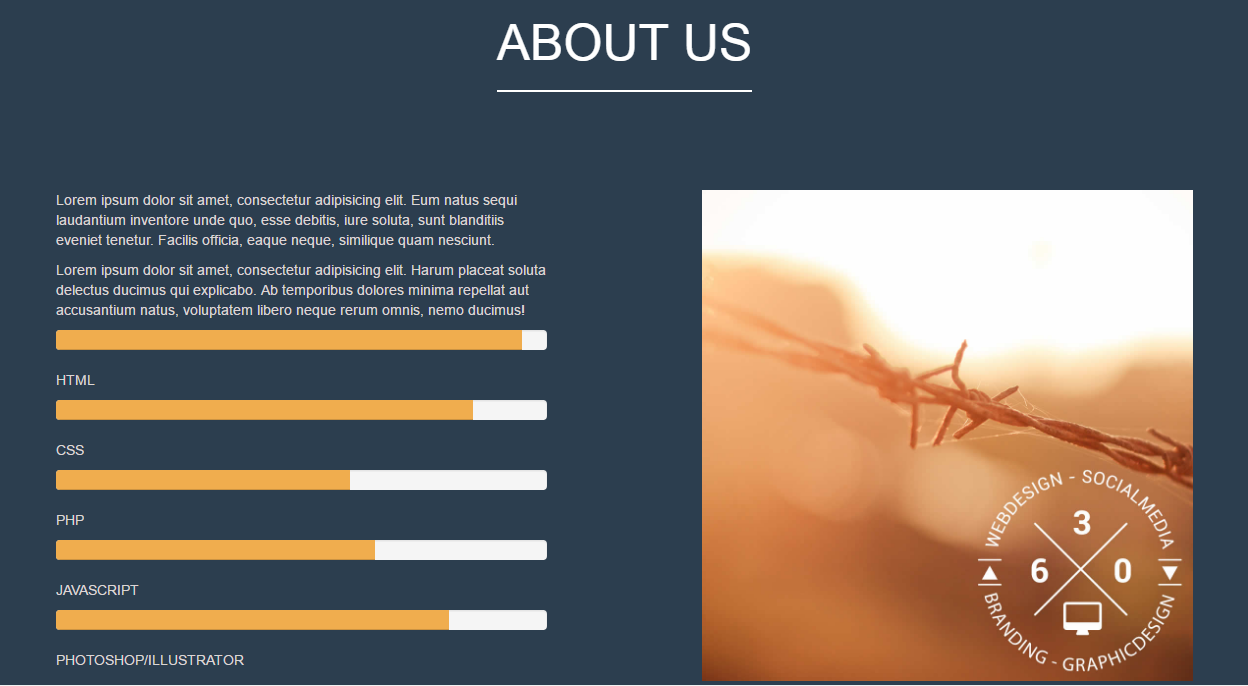 ABOUT US
Lorem ipsum dolor sit amet, consectetur adipisicing elit. Eum natus sequi
laudantium inventore unde quo, esse debitis, iure soluta, sunt blanditiis
eveniet tenetur. Facilis officia, eaque neque, similique quam nesciunt.
Lorem ipsum dolor sit amet, consectetur adipisicing elit. Harum placeat soluta
delectus ducimus qui explicabo. Ab temporibus dolores minima repellat aut
accusantium natus, voluptatem libero neque rerum omnis, nemo ducimus!
HTML
CSS
PHP
JAVASCRIPT
PHOTOSHOP/ILLUSTRATOR
WEBDESIGN - SOCIALMEDIA
3
6 0
BRANDING - GRAPHICDESIGN